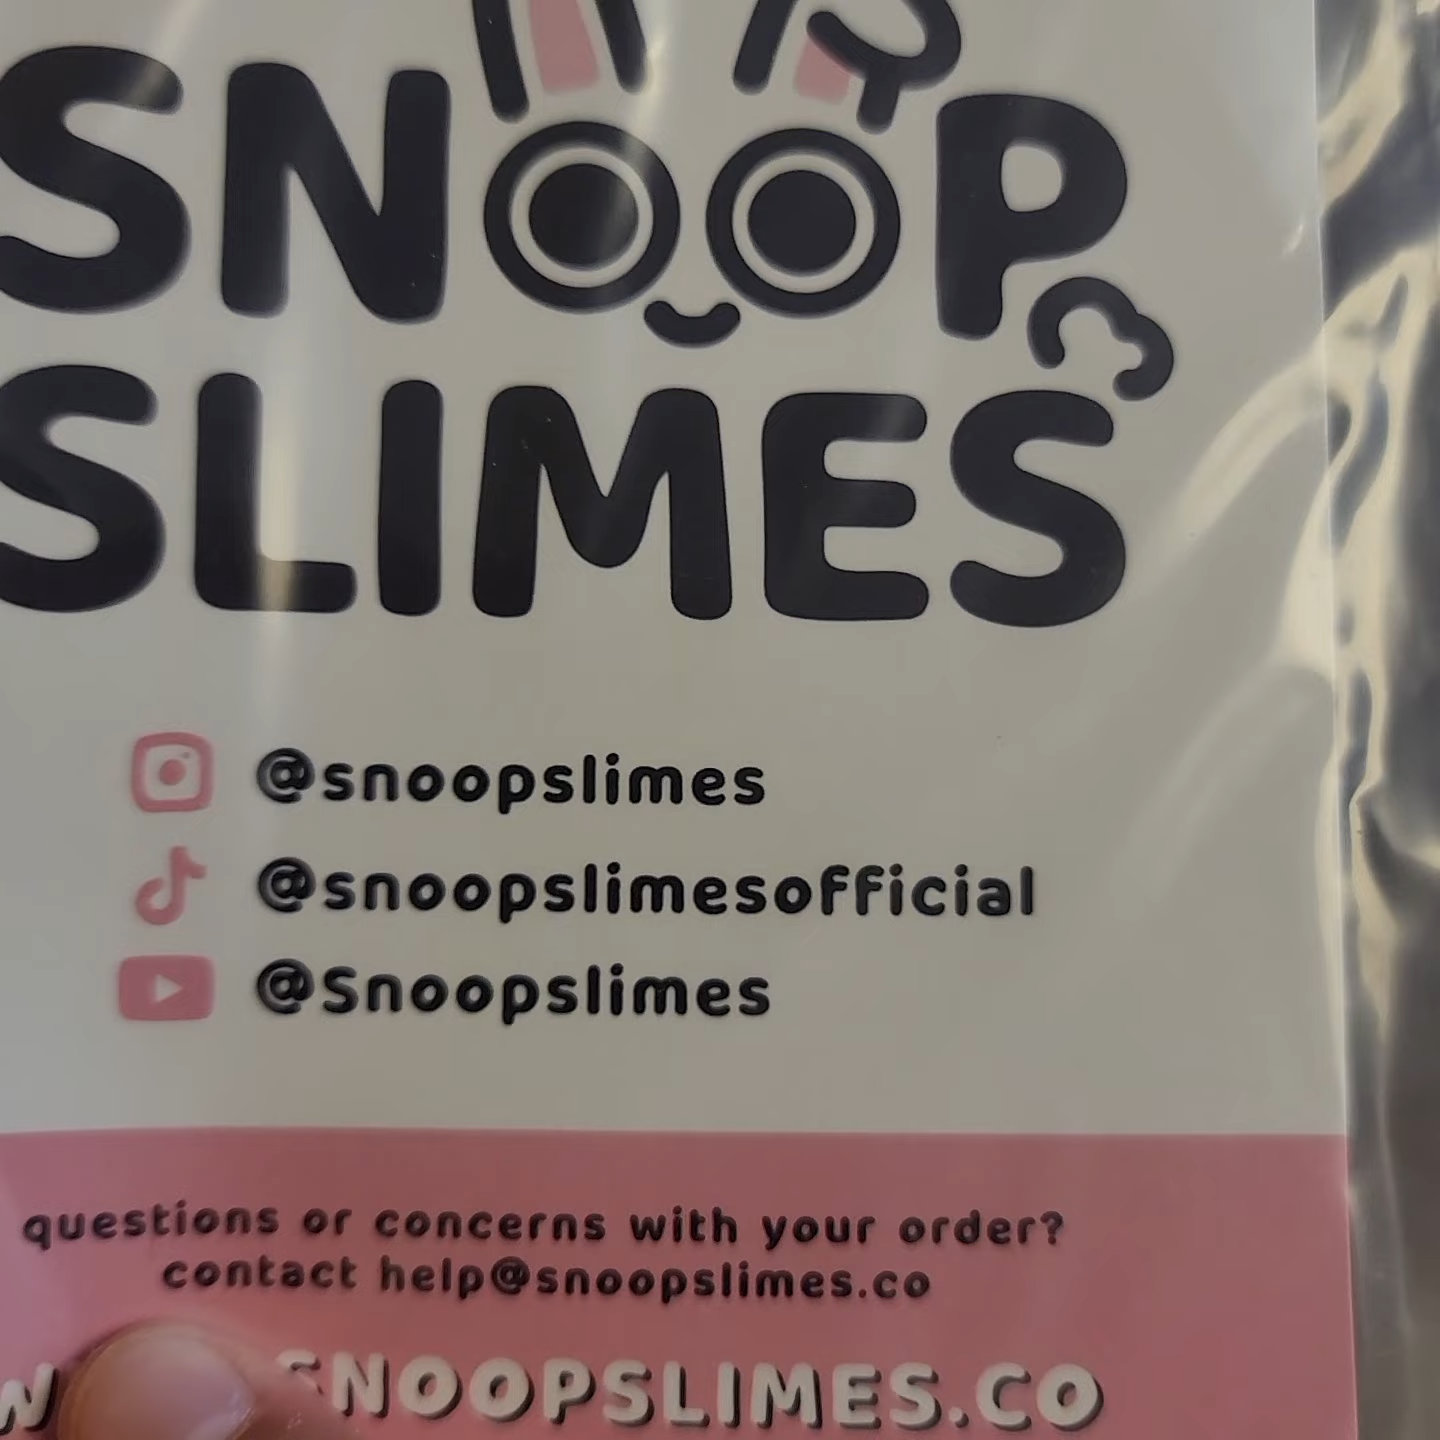 SNOOP
SLIMES
@snoopslimes
@snoopslimesofficial
@Snoopslimes
questions or concerns with your order?
contact help@snoopslimes.co
SNOOPSLIMES.CO